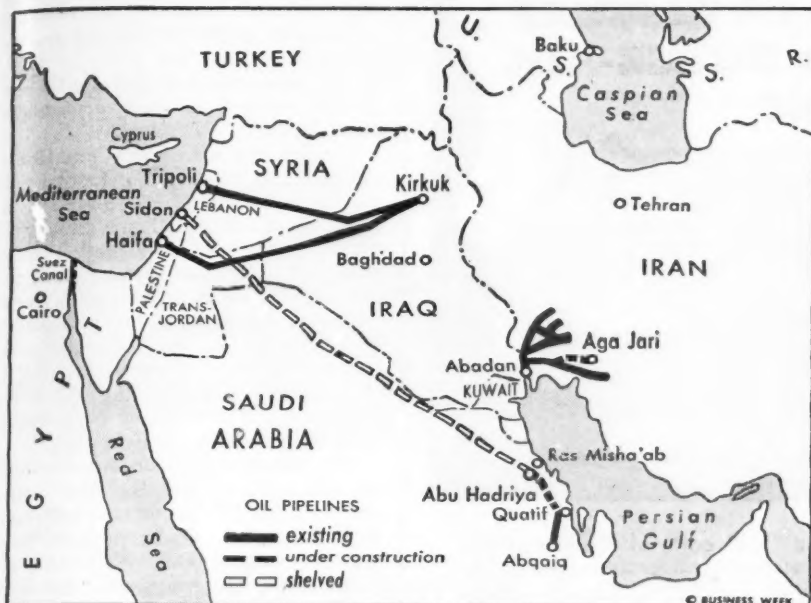 TURKEY
U. S. S. R.
Baku
Caspian
Sea
Cyprus
SYRIA
Tripoli
Mediterranean
Sea
LEBANON
Kirkuk
Tehran
Sidon
Haifa
Baghdad
IRAN
Suez
Canal
PALESTINE
IRAQ
Cairo
TRANS-
JORDAN
Aga Jari
Abadan
KUWAIT
EGYPT
SAUDI
ARABIA
Red Sea
Ras Misha'ab
Abu Hadriya
Quatif
Persian
Gulf
Abqaiq
OIL PIPELINES
existing
under construction
shelved
© BUSINESS WEEK